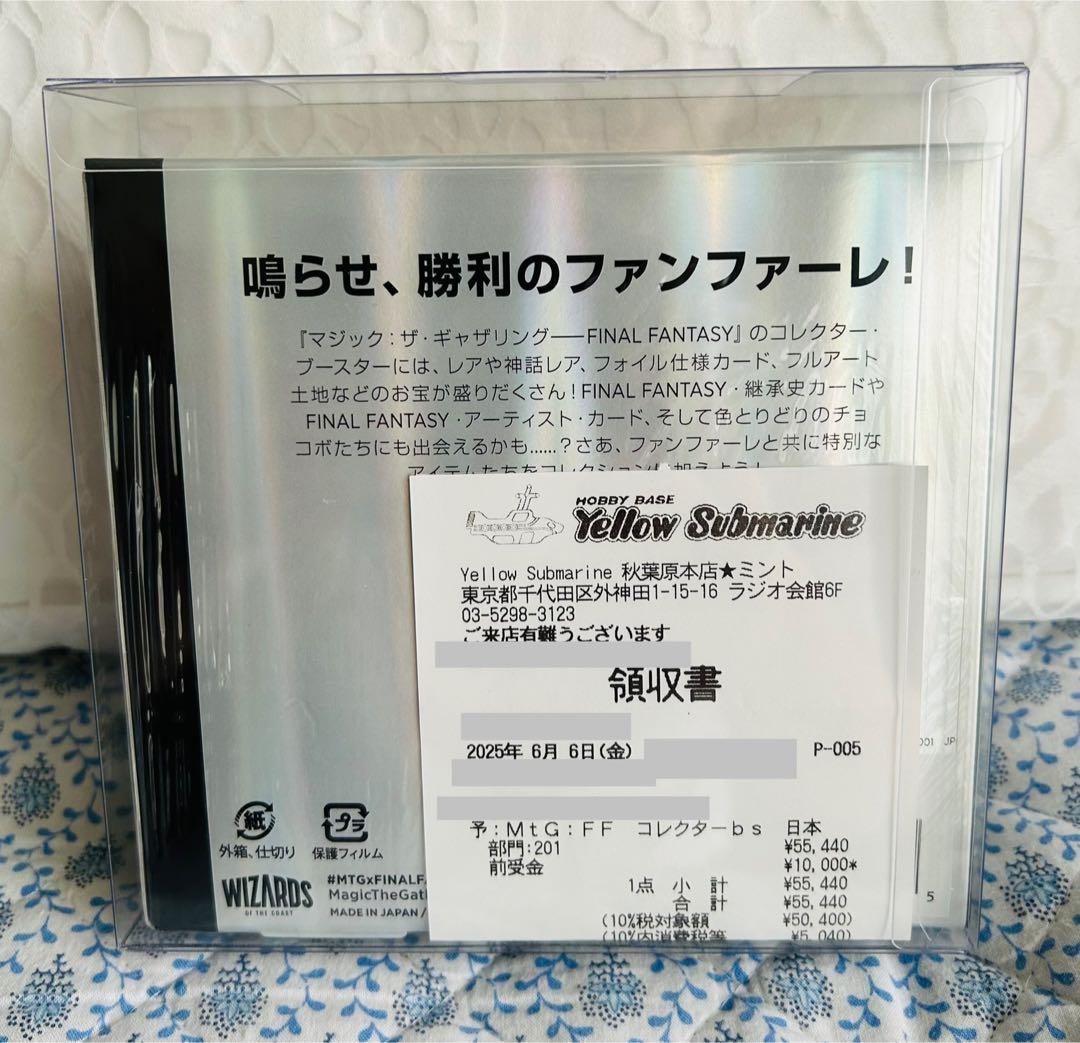 鳴らせ、勝利のファンファーレ!
『マジック:ザ・ギャザリング——FINAL FANTASY』のコレクター・
ブースターには、レアや神話レア、フォイル仕様カード、フルアート
土地などのお宝が盛りだくさん!FINAL FANTASY・継承史カードや
FINAL FANTASY・アーティスト・カード、そして色とりどりのチョ
コボたちにも出会えるかも......?さあ、ファンファーレと共に特別な
HOBBY BASE
Yellow Submarine
Yellow Submarine 秋葉原本店★ミント
東京都千代田区外神田1-15-16 ラジオ会館6F
03-5298-3123
ご来店有難うございます
領収書
2025年 6月 6日(金) P-005
予:MtG:FF コレクターbs 日本
部門:201 ¥55,440
前受金 ¥10,000*
1点 小 計 ¥55,440
合 計 ¥55,440
(10%税対象額 ¥50,400)
(10%内消費税等 ¥5,040)
001 JP
5
紙
外箱、仕切り
プラ
保護フィルム
WIZARDS
OF THE COAST
#MTGxFINALF
MagicTheGat
MADE IN JAPAN /